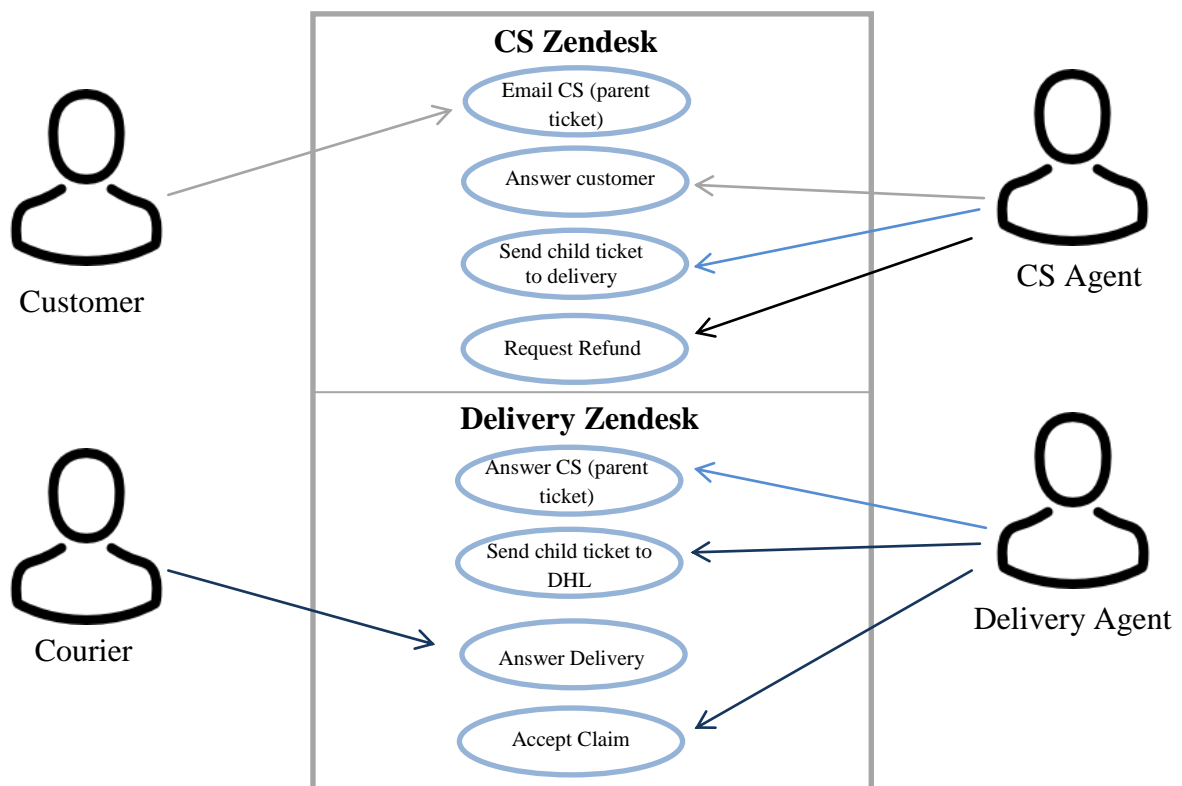 CS Zendesk
Email CS (parent
ticket)
Answer customer
Send child ticket
to delivery
Request Refund
Customer
CS Agent
Delivery Zendesk
Answer CS (parent
ticket)
Send child ticket to
DHL
Answer Delivery
Accept Claim
Courier
Delivery Agent